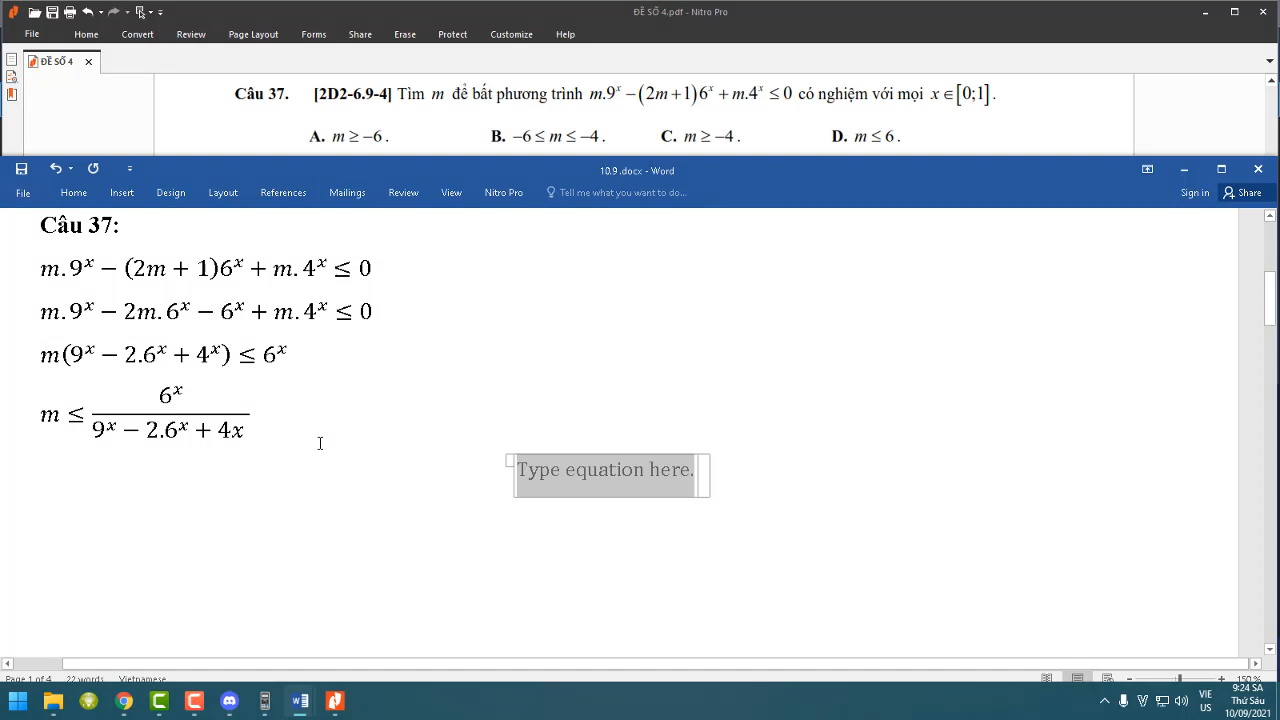 ĐỀ SỐ 4.pdf - Nitro Pro
File Home Convert Review Page Layout Forms Share Erase Protect Customize Help
ĐỀ SỐ 4
Câu 37. [2D2-6.9-4] Tìm m để bất phương trình m.9^x − (2m+1)6^x + m.4^x ≤ 0 có nghiệm với mọi x ∈ [0;1].
A. m ≥ −6. B. −6 ≤ m ≤ −4. C. m ≥ −4. D. m ≤ 6.
10.9 .docx - Word
File Home Insert Design Layout References Mailings Review View Nitro Pro Tell me what you want to do... Sign in Share
Câu 37:
m.9^x − (2m + 1)6^x + m.4^x ≤ 0
m.9^x − 2m.6^x − 6^x + m.4^x ≤ 0
m(9^x − 2.6^x + 4^x) ≤ 6^x
m ≤ 6^x / (9^x − 2.6^x + 4x)
Type equation here.
Page 1 of 4 22 words Vietnamese 150 %
VIE
US
9:24 SA
Thứ Sáu
10/09/2021